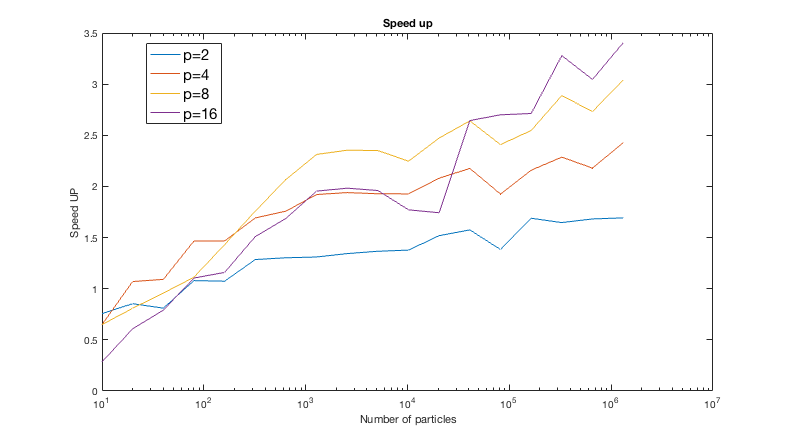 Speed up
p=2
p=4
p=8
p=16
Speed UP
3.5
3
2.5
2
1.5
1
0.5
0
10^1
10^2
10^3
10^4
10^5
10^6
10^7
Number of particles